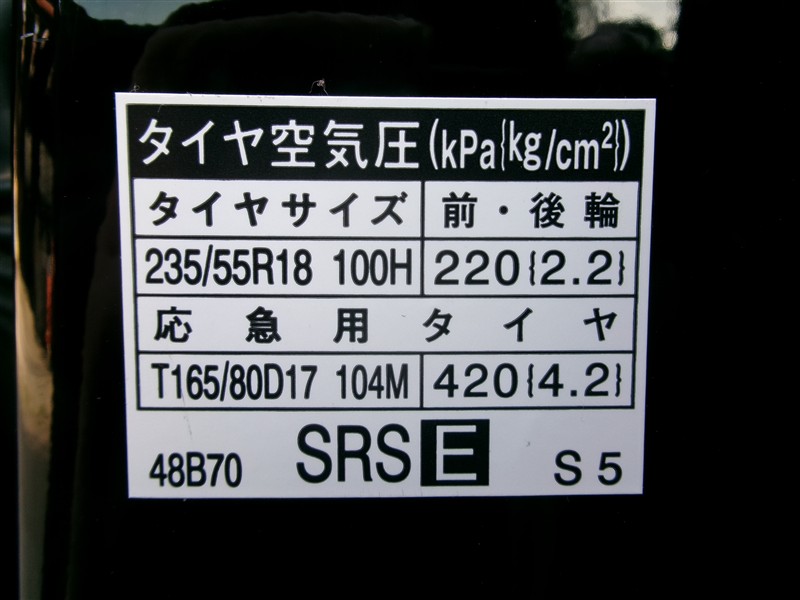 タイヤ空気圧(kPa{kg/cm²})
タイヤサイズ 前・後輪
235/55R18 100H 220{2.2}
応急用タイヤ
T165/80D17 104M 420{4.2}
48B70 SRS E S5